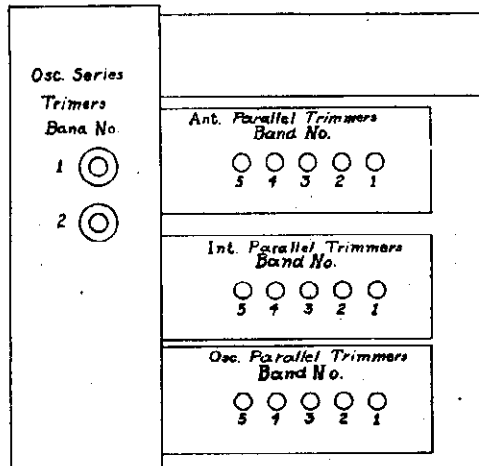 Osc. Series
Trimers
Bana No.
1
2
Ant. Parallel Trimmers
Band No.
5 4 3 2 1
Int. Parallel Trimmers
Band No.
5 4 3 2 1
Osc. Parallel Trimmers
Band No.
5 4 3 2 1